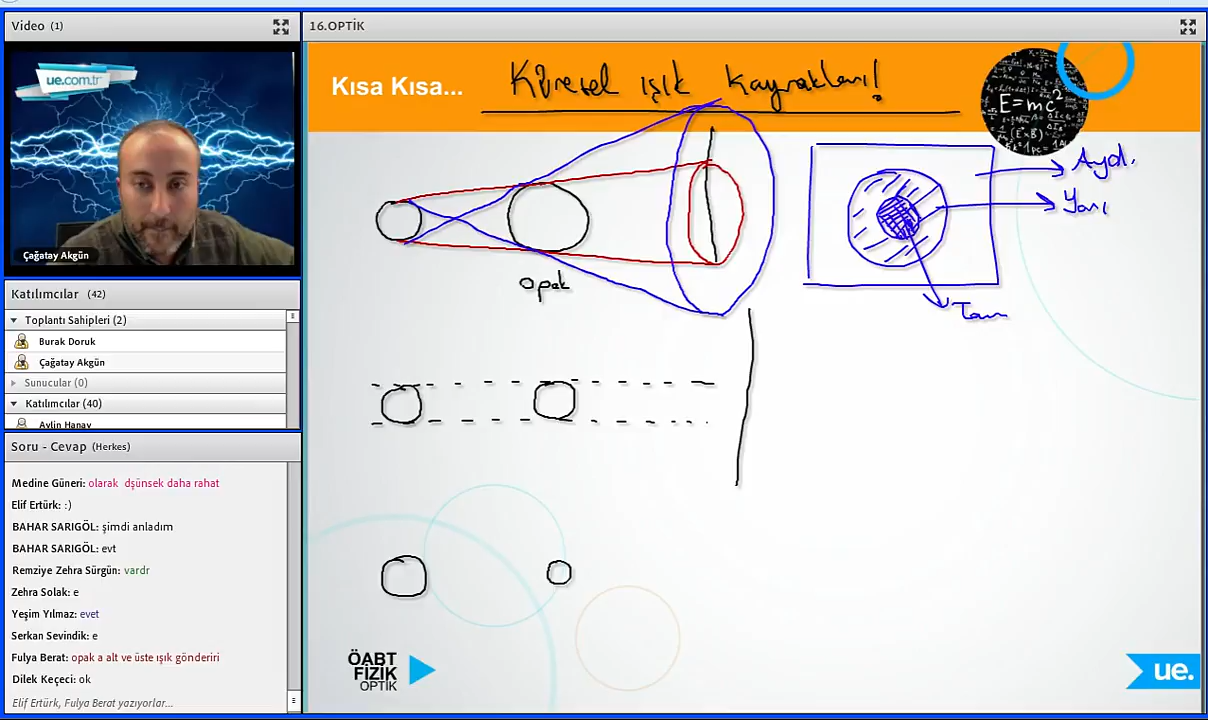 Video (1)
ue.com.tr
Çağatay Akgün
Katılımcılar (42)
Toplantı Sahipleri (2)
Burak Doruk
Çağatay Akgün
Sunucular (0)
Katılımcılar (40)
Aylin Hanay
Soru - Cevap (Herkes)
Medine Güneri: olarak dşünsek daha rahat
Elif Ertürk: :)
BAHAR SARIGÖL: şimdi anladım
BAHAR SARIGÖL: evt
Remziye Zehra Sürgün: vardr
Zehra Solak: e
Yeşim Yılmaz: evet
Serkan Sevindik: e
Fulya Berat: opak a alt ve üste ışık gönderiri
Dilek Keçeci: ok
Elif Ertürk, Fulya Berat yazıyorlar...
16.OPTİK
Kısa Kısa...
Küresel ışık kaynakları!
E=mc²
Opak
Aydı.
Yarı
Tam
ÖABT
FİZİK
OPTİK
ue.